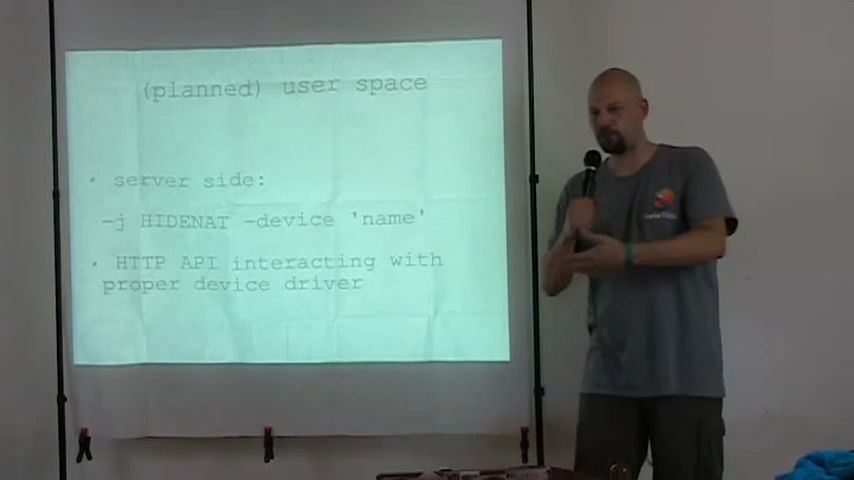 (planned) user space
• server side:
-j HIDENAT -device 'name'
• HTTP API interacting with
proper device driver